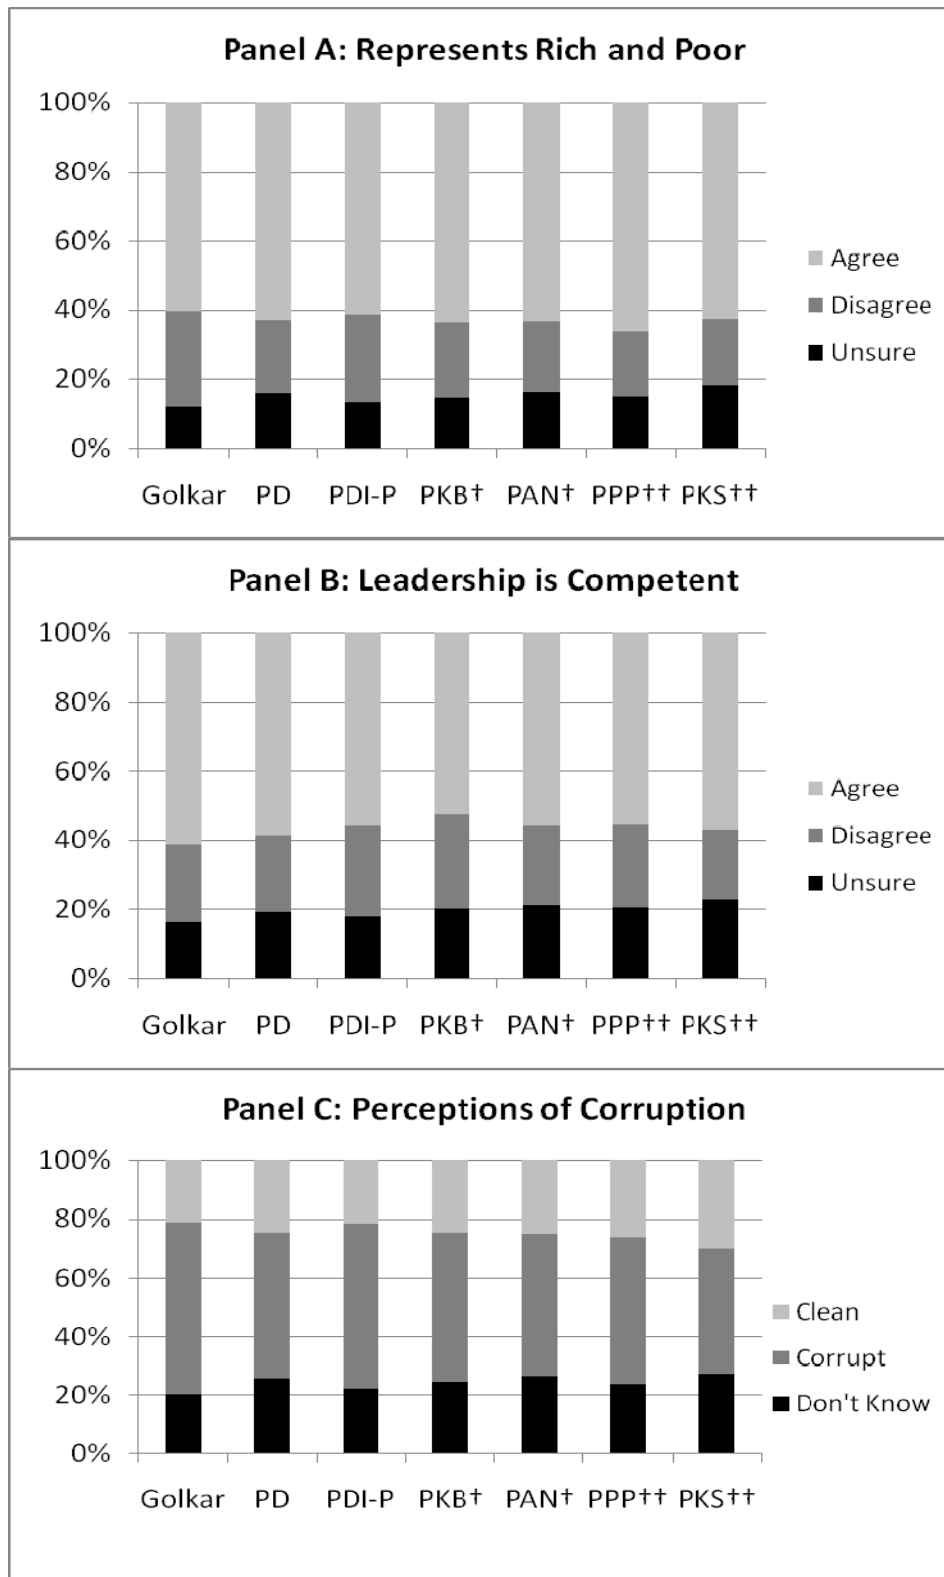 Panel A: Represents Rich and Poor
100%
80%
60%
40%
20%
0%
Golkar PD PDI-P PKB† PAN† PPP†† PKS††
Agree
Disagree
Unsure
Panel B: Leadership is Competent
100%
80%
60%
40%
20%
0%
Golkar PD PDI-P PKB† PAN† PPP†† PKS††
Agree
Disagree
Unsure
Panel C: Perceptions of Corruption
100%
80%
60%
40%
20%
0%
Golkar PD PDI-P PKB† PAN† PPP†† PKS††
Clean
Corrupt
Don't Know